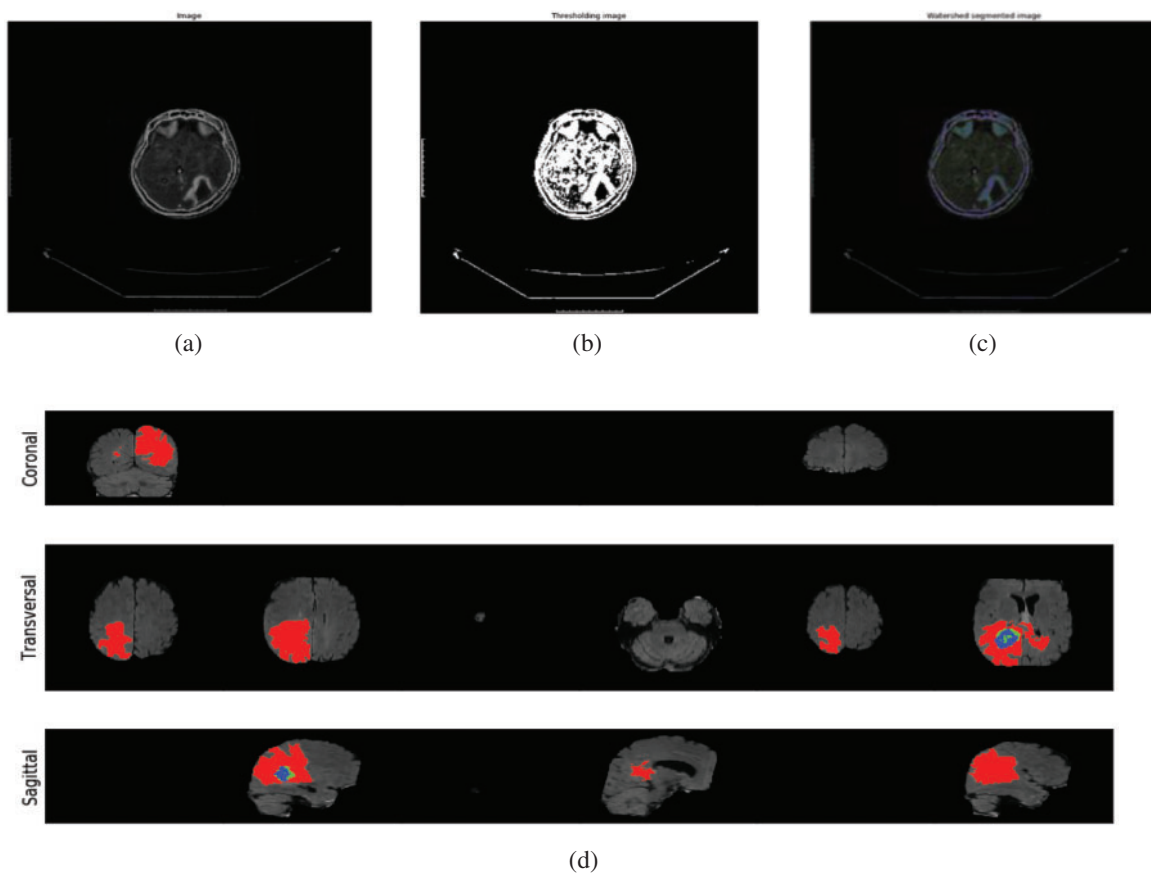 Image
Thresholding image
Watershed segmented image
(a)
(b)
(c)
Coronal
Transversal
Sagittal
(d)